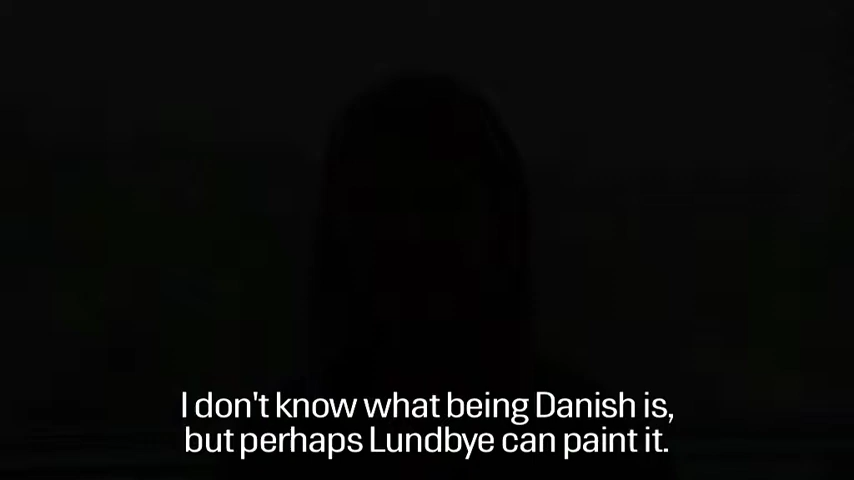 I don't know what being Danish is,
but perhaps Lundbye can paint it.